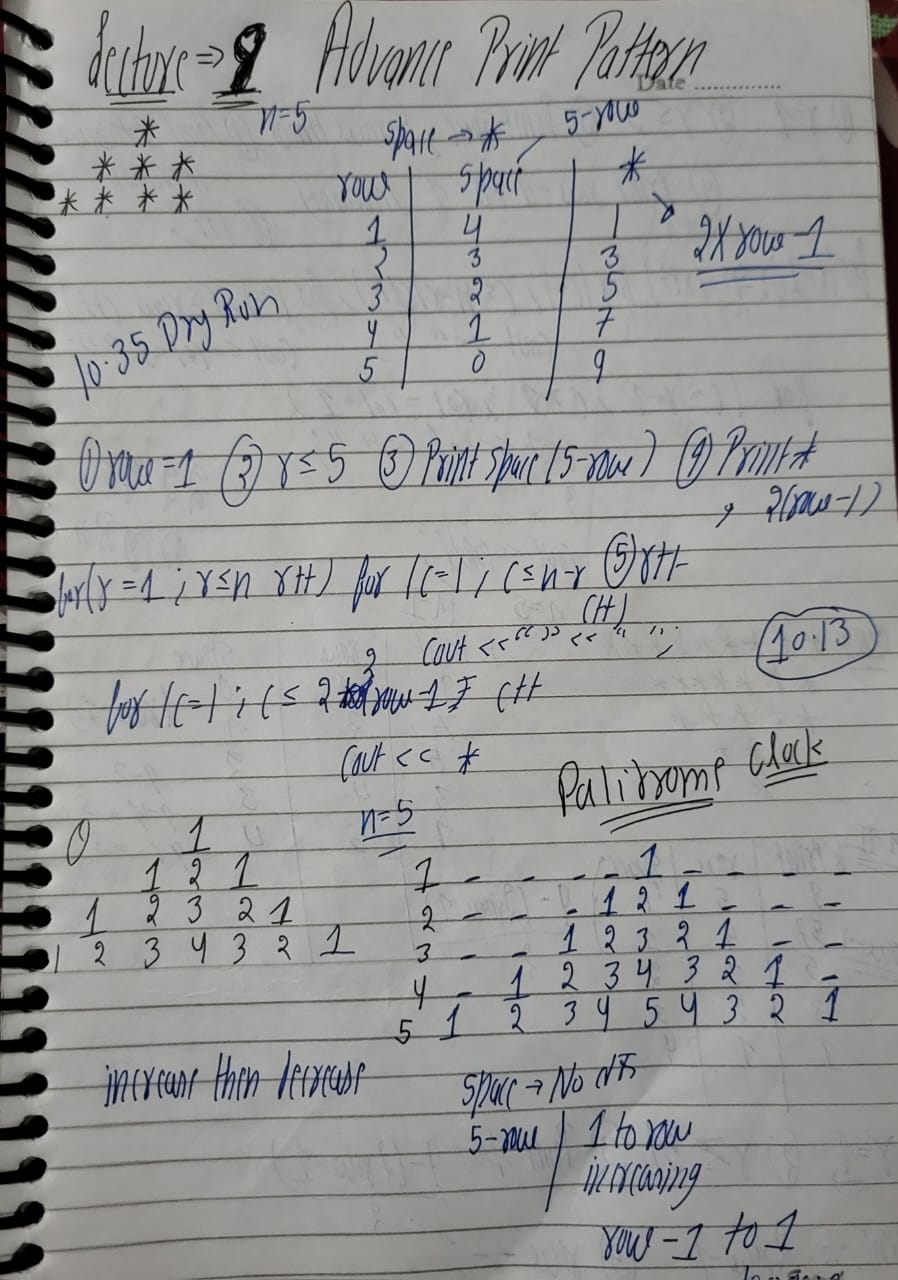 Lecture ⇒ 9 Advance Print Pattern
Date ..............
n=5
*
* * *
* * * *
space → * 5-row
row | space | *
1 | 4 | 1
2 | 3 | 3
3 | 2 | 5
4 | 1 | 7
5 | 0 | 9
2X row-1
10.35 Dry Run
① row=1 ② r≤5 ③ Print space (5-row) ④ Print *
, 2(row-1)
for(r=1; r≤n r++) for (c=1; c≤n-r ⑤ r++
c++)
cout <<" " << " ";
10.13
for (c=1; c≤ 2*row-1; c++
cout << *
Palirrome Clock
n=5
0 1
1 2 1
1 2 3 2 1
1 2 3 4 3 2 1
1 - - - - 1 - - - -
2 - - - 1 2 1 - - -
3 - - 1 2 3 2 1 - -
4 - 1 2 3 4 3 2 1 -
5 1 2 3 4 5 4 3 2 1
increase then decrease
space → No
5-row | 1 to row
increasing
row-1 to 1